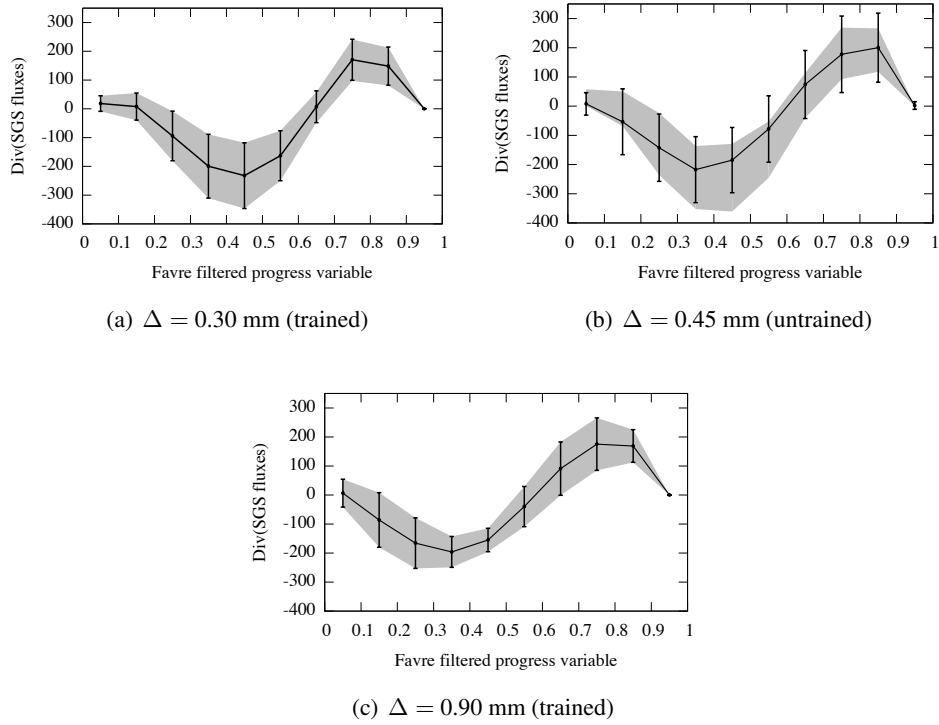 300
200
100
0
-100
-200
-300
-400
Div(SGS fluxes)
0 0.1 0.2 0.3 0.4 0.5 0.6 0.7 0.8 0.9 1
Favre filtered progress variable
(a) Δ = 0.30 mm (trained)
300
200
100
0
-100
-200
-300
-400
Div(SGS fluxes)
0 0.1 0.2 0.3 0.4 0.5 0.6 0.7 0.8 0.9 1
Favre filtered progress variable
(b) Δ = 0.45 mm (untrained)
300
200
100
0
-100
-200
-300
-400
Div(SGS fluxes)
0 0.1 0.2 0.3 0.4 0.5 0.6 0.7 0.8 0.9 1
Favre filtered progress variable
(c) Δ = 0.90 mm (trained)